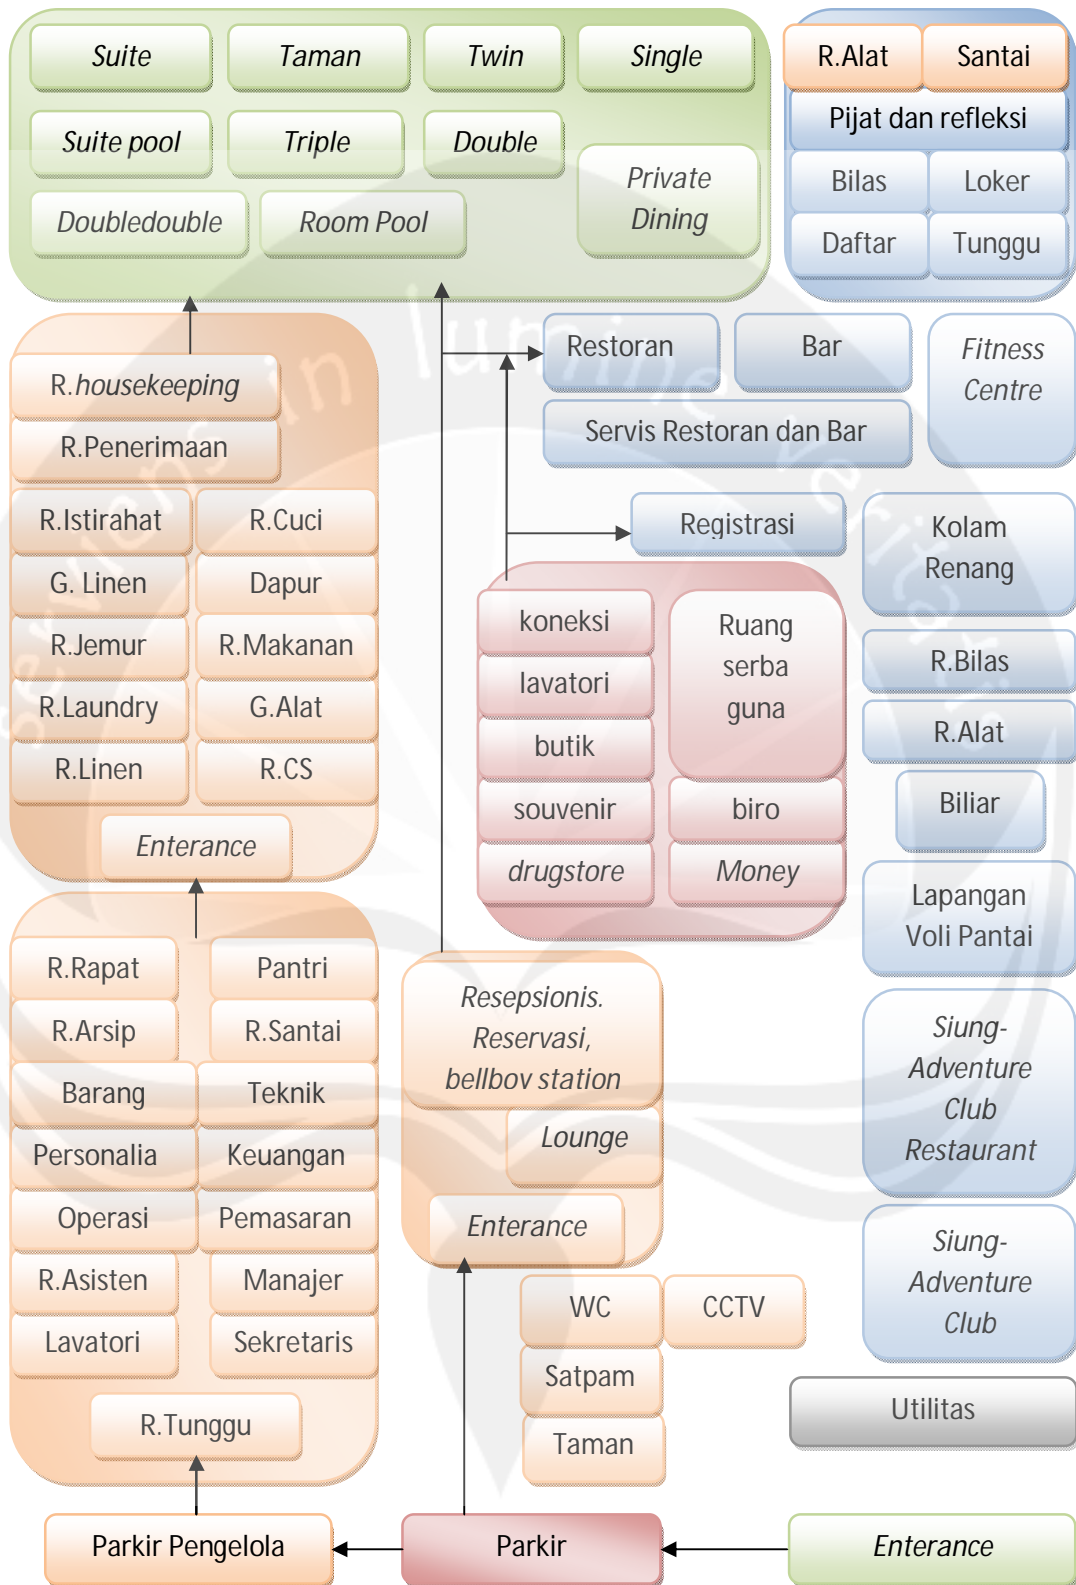 Suite
Taman
Twin
Single
Suite pool
Triple
Double
Private
Dining
Doubledouble
Room Pool
R.Alat
Santai
Pijat dan refleksi
Bilas
Loker
Daftar
Tunggu
R.housekeeping
R.Penerimaan
R.Istirahat
R.Cuci
G. Linen
Dapur
R.Jemur
R.Makanan
R.Laundry
G.Alat
R.Linen
R.CS
Enterance
Restoran
Bar
Servis Restoran dan Bar
Fitness
Centre
Registrasi
Kolam
Renang
koneksi
Ruang
serba
guna
lavatori
butik
souvenir
biro
drugstore
Money
R.Bilas
R.Alat
Biliar
Lapangan
Voli Pantai
R.Rapat
Pantri
R.Arsip
R.Santai
Barang
Teknik
Personalia
Keuangan
Operasi
Pemasaran
R.Asisten
Manajer
Lavatori
Sekretaris
R.Tunggu
Resepsionis.
Reservasi,
bellbov station
Lounge
Enterance
Siung-
Adventure
Club
Restaurant
Siung-
Adventure
Club
WC
CCTV
Satpam
Taman
Utilitas
Parkir Pengelola
Parkir
Enterance
serviens in lumine veritatis